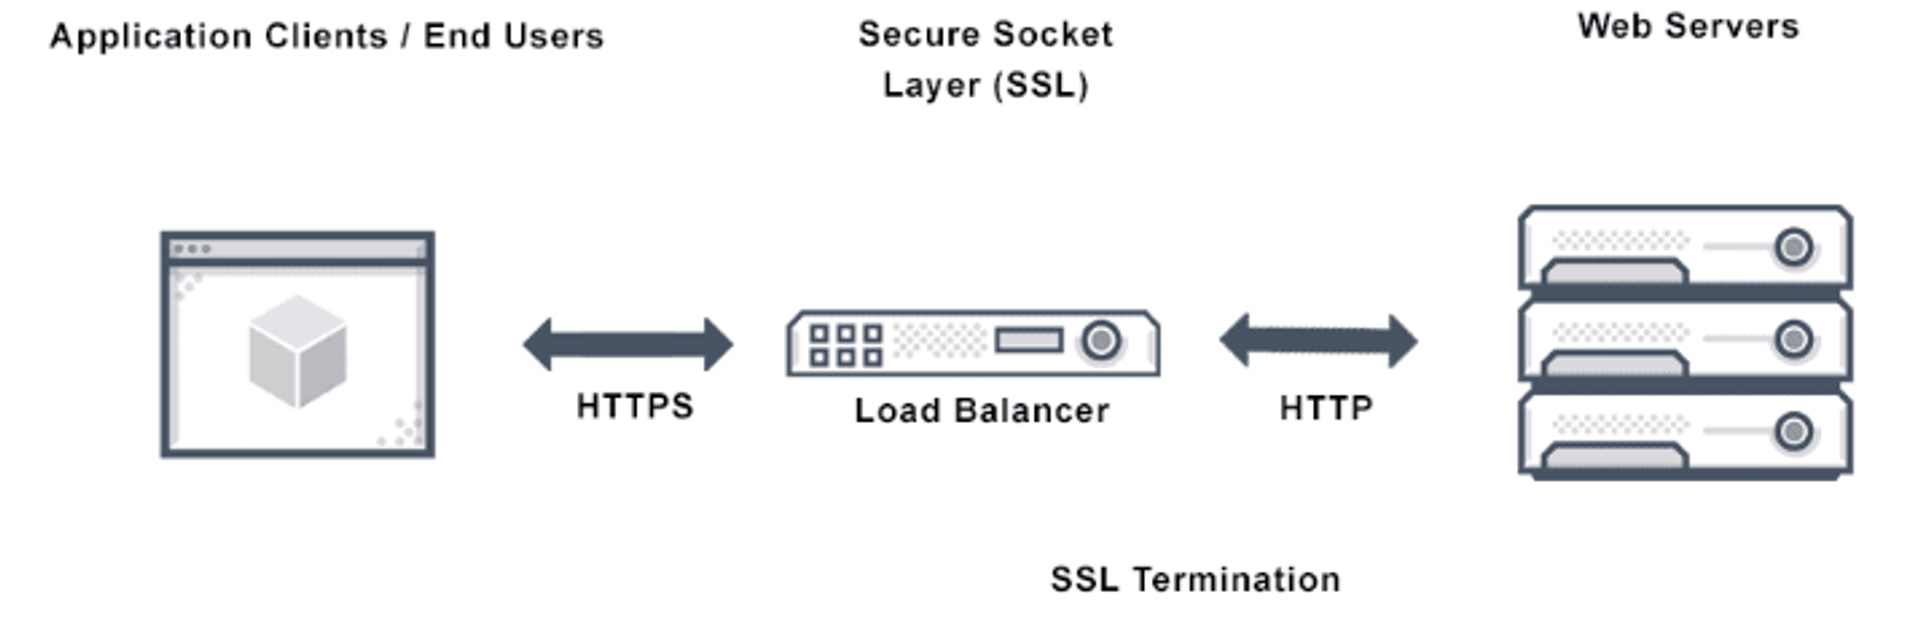 Application Clients / End Users
Secure Socket
Layer (SSL)
Web Servers
HTTPS
Load Balancer
HTTP
SSL Termination